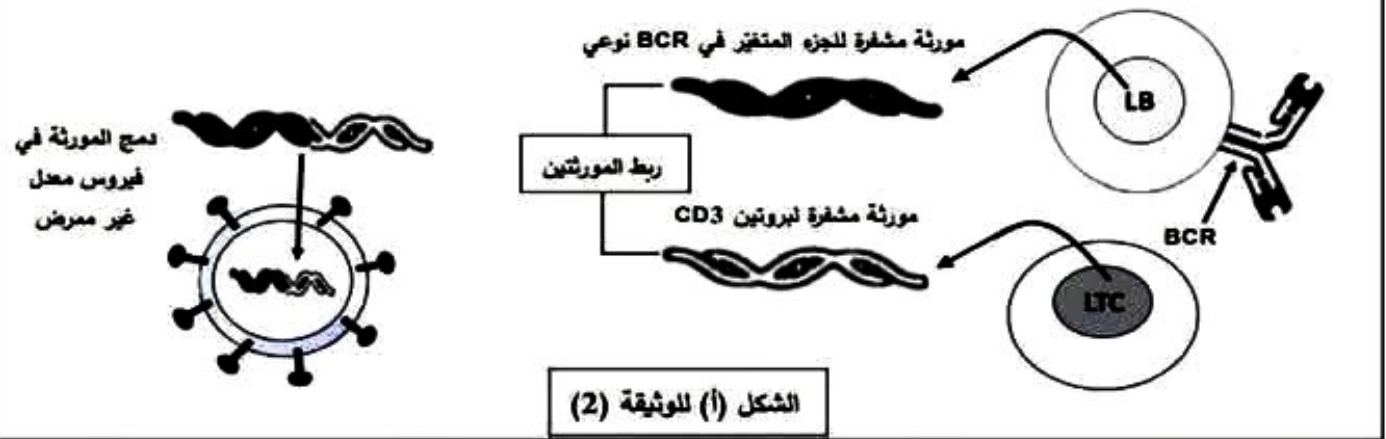 مورثة مشفرة للجزء المتغير في BCR نوعي
LB
دمج المورثة في
فيروس معدل
غير ممرض
ربط المورثتين
مورثة مشفرة لبروتين CD3
BCR
LTC
الشكل (أ) للوثيقة (2)